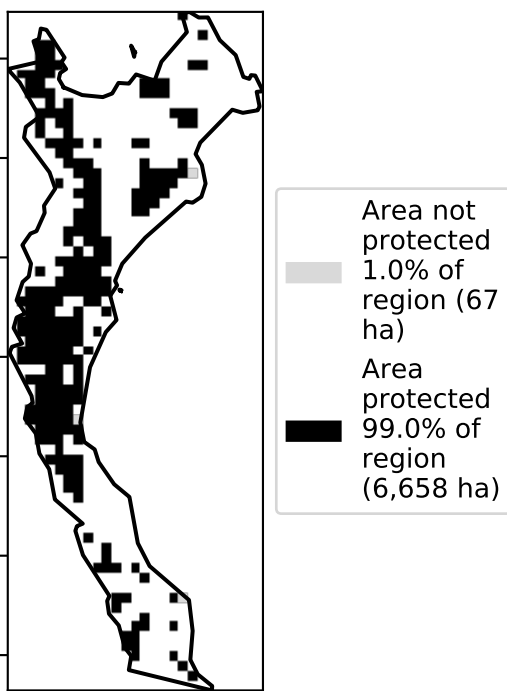 Area not
protected
1.0% of
region (67
ha)
Area
protected
99.0% of
region
(6,658 ha)